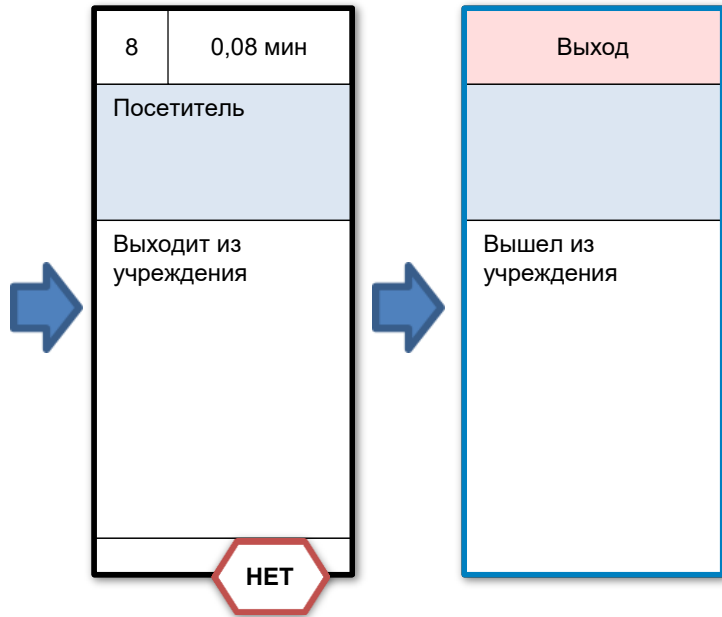 8
0,08 мин
Посетитель
Выходит из
учреждения
НЕТ
Выход
Вышел из
учреждения